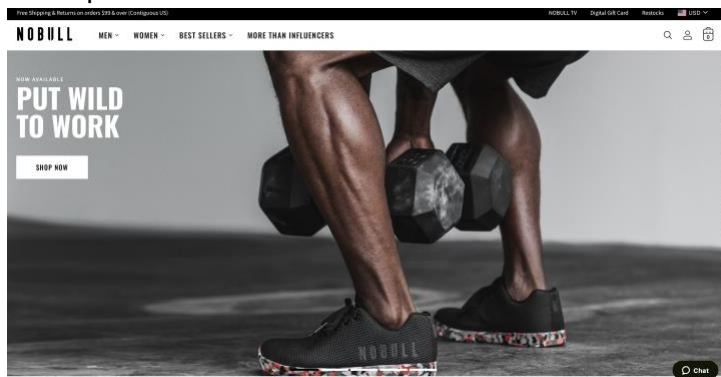 Free Shipping & Returns on orders $99 & over (Contiguous US)
NOBULL TV Digital Gift Card Restocks USD
NOBULL MEN WOMEN BEST SELLERS MORE THAN INFLUENCERS
0
NOW AVAILABLE
PUT WILD
TO WORK
SHOP NOW
NOBULL
Chat